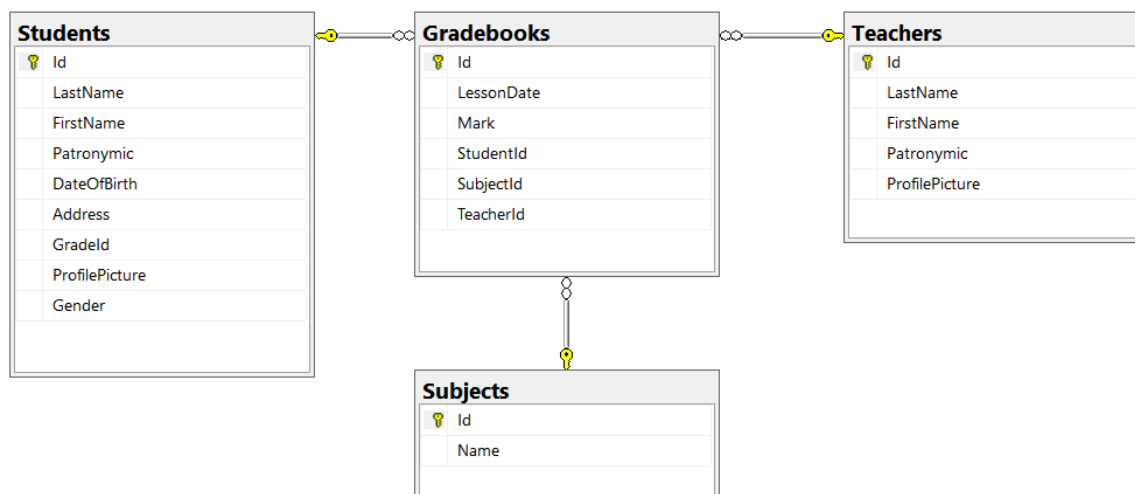 Students
Id
LastName
FirstName
Patronymic
DateOfBirth
Address
GradeId
ProfilePicture
Gender
Gradebooks
Id
LessonDate
Mark
StudentId
SubjectId
TeacherId
Teachers
Id
LastName
FirstName
Patronymic
ProfilePicture
Subjects
Id
Name